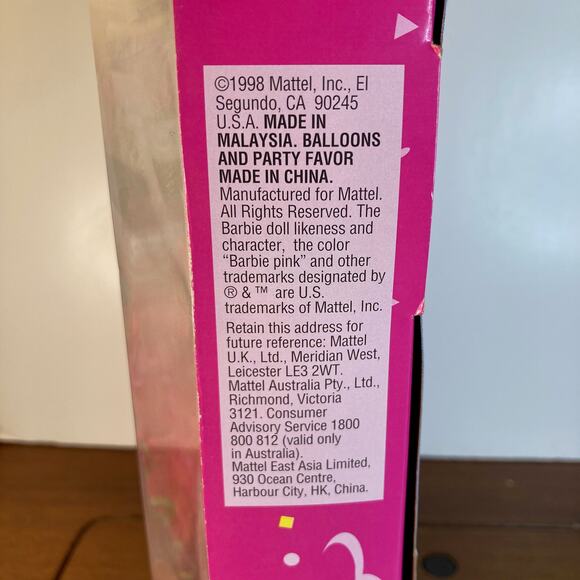 ©1998 Mattel, Inc., El
Segundo, CA 90245
U.S.A. MADE IN
MALAYSIA. BALLOONS
AND PARTY FAVOR
MADE IN CHINA.
Manufactured for Mattel.
All Rights Reserved. The
Barbie doll likeness and
character, the color
“Barbie pink” and other
trademarks designated by
® & ™ are U.S.
trademarks of Mattel, Inc.
Retain this address for
future reference: Mattel
U.K., Ltd., Meridian West,
Leicester LE3 2WT.
Mattel Australia Pty., Ltd.,
Richmond, Victoria
3121. Consumer
Advisory Service 1800
800 812 (valid only
in Australia).
Mattel East Asia Limited,
930 Ocean Centre,
Harbour City, HK, China.